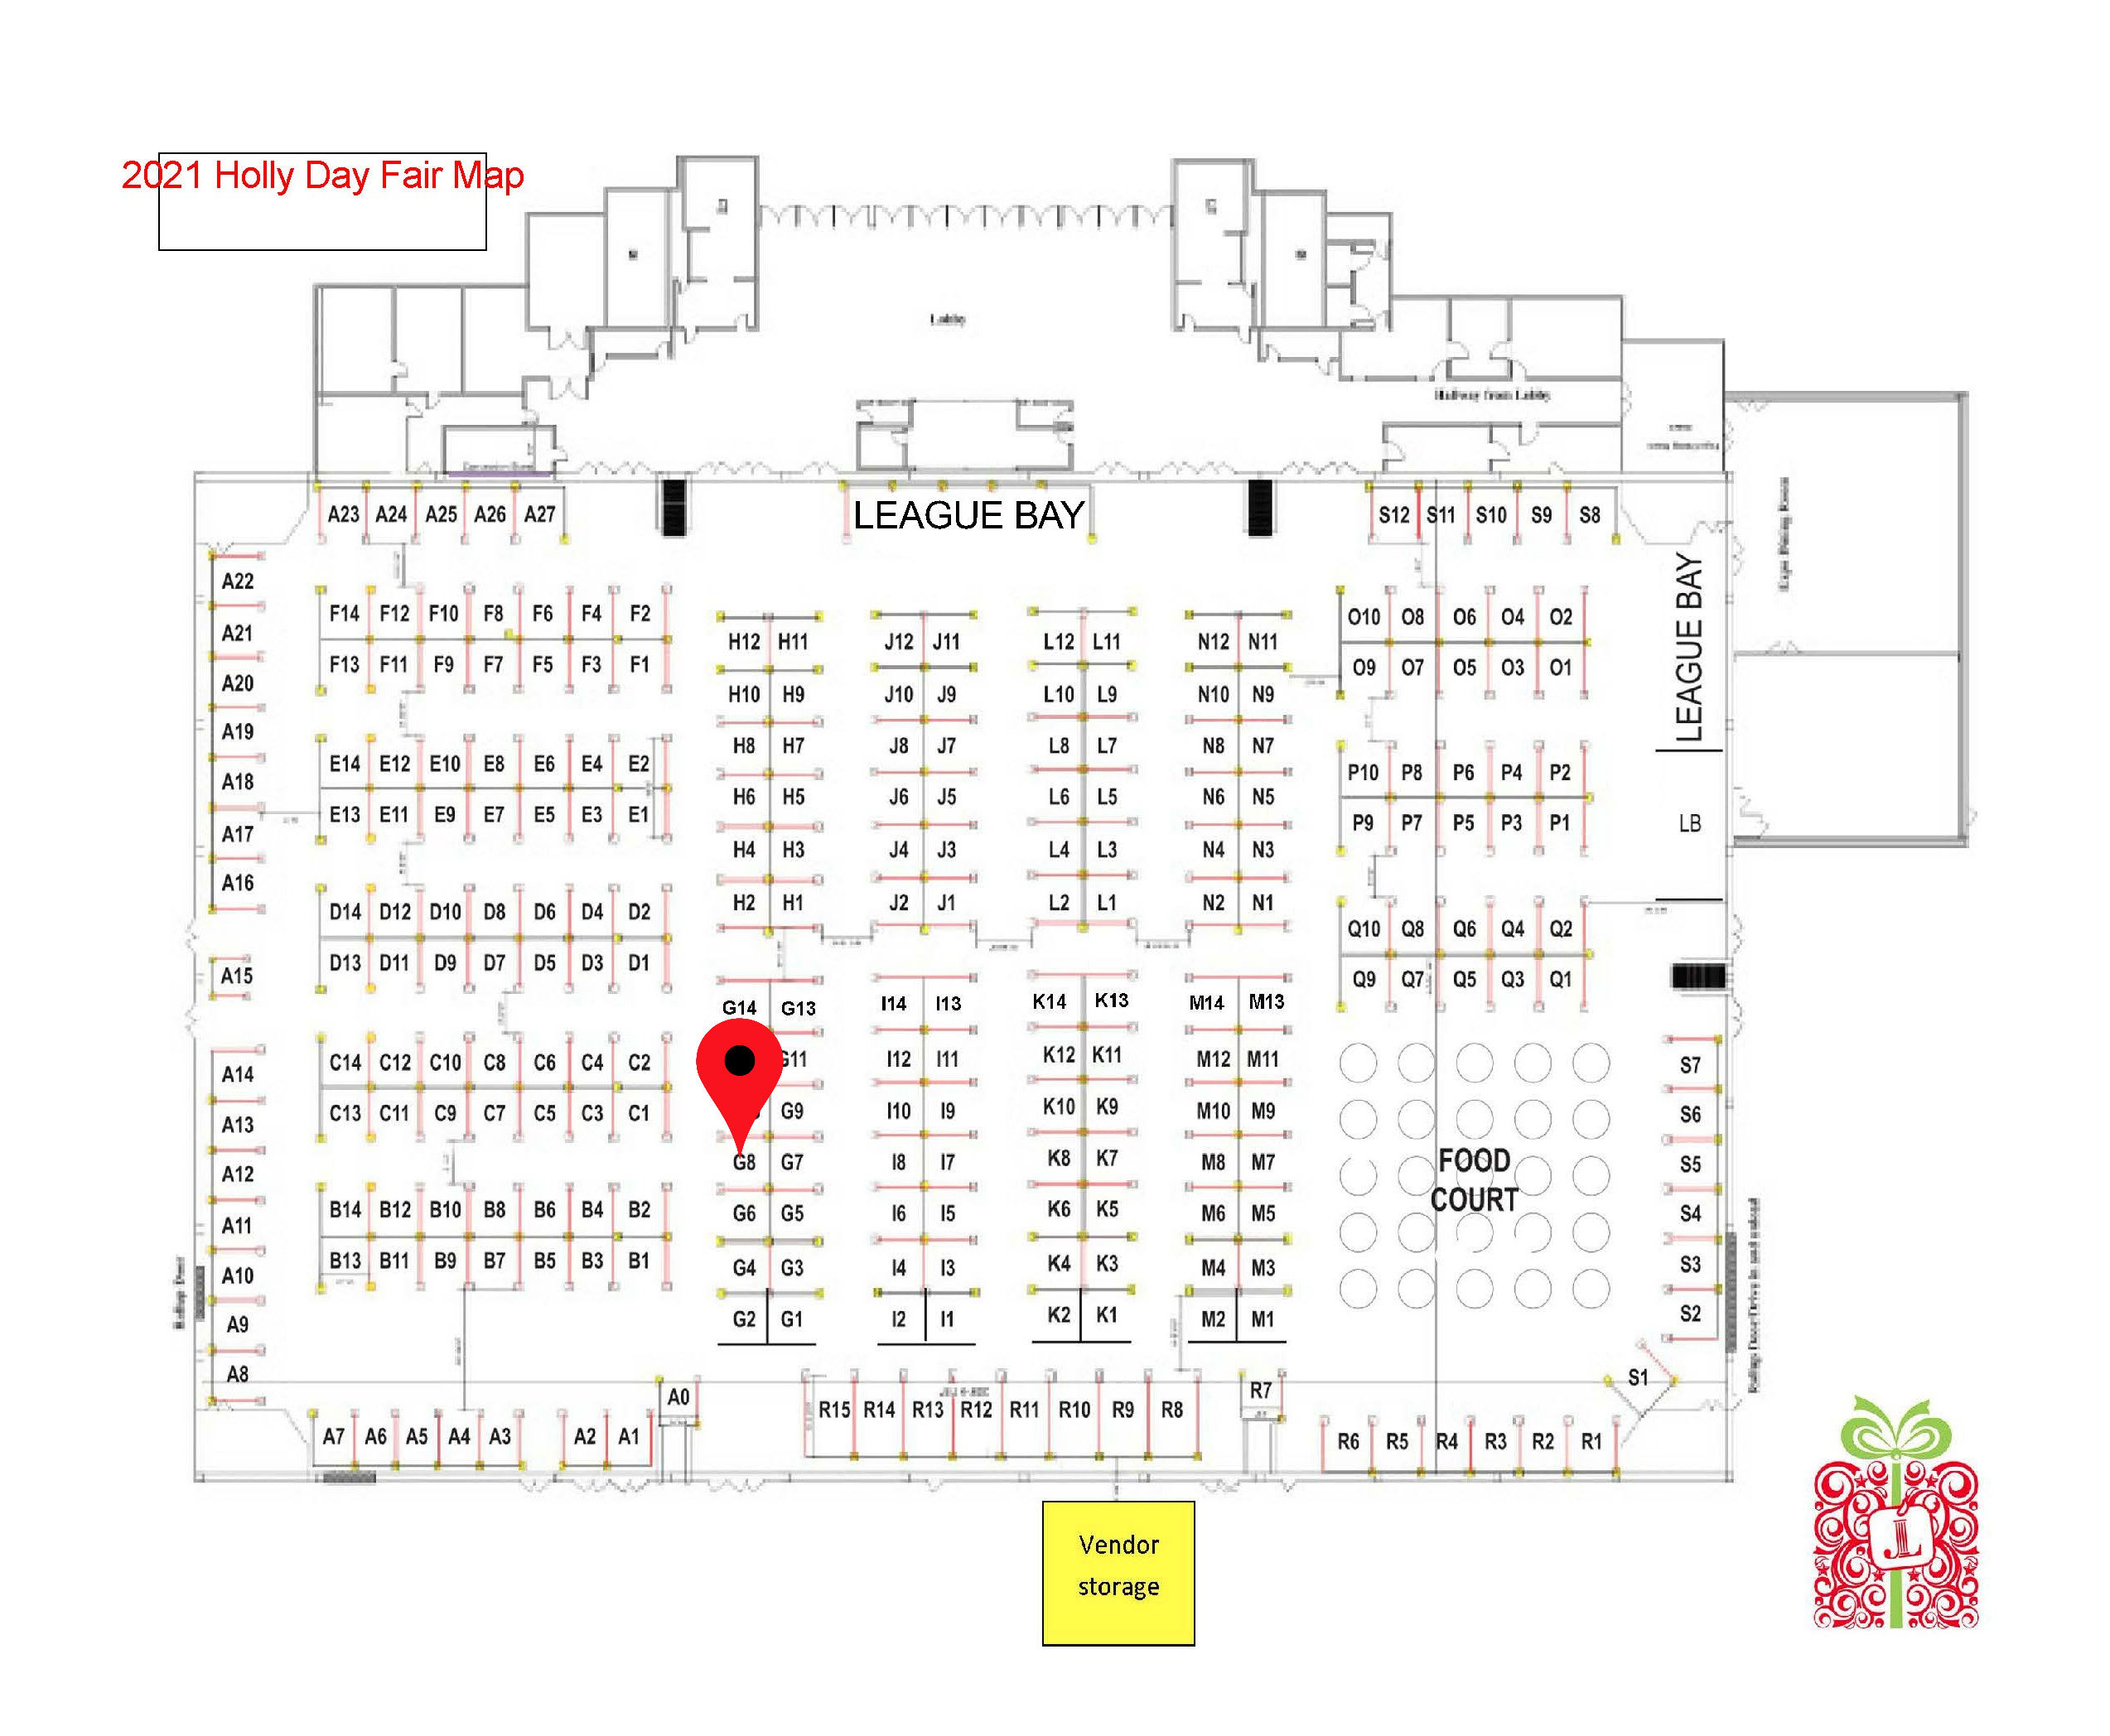 2021 Holly Day Fair Map
Lobby
Hallway from Lobby
LEAGUE BAY
A23 A24 A25 A26 A27
S12 S11 S10 S9 S8
LEAGUE BAY
LB
A22
A21
A20
A19
A18
A17
A16
A15
A14
A13
A12
A11
A10
A9
A8
F14 F12 F10 F8 F6 F4 F2
F13 F11 F9 F7 F5 F3 F1
E14 E12 E10 E8 E6 E4 E2
E13 E11 E9 E7 E5 E3 E1
D14 D12 D10 D8 D6 D4 D2
D13 D11 D9 D7 D5 D3 D1
C14 C12 C10 C8 C6 C4 C2
C13 C11 C9 C7 C5 C3 C1
B14 B12 B10 B8 B6 B4 B2
B13 B11 B9 B7 B5 B3 B1
H12 H11
H10 H9
H8 H7
H6 H5
H4 H3
H2 H1
J12 J11
J10 J9
J8 J7
J6 J5
J4 J3
J2 J1
L12 L11
L10 L9
L8 L7
L6 L5
L4 L3
L2 L1
N12 N11
N10 N9
N8 N7
N6 N5
N4 N3
N2 N1
G14 G13
G11
G9
G8 G7
G6 G5
G4 G3
G2 G1
I14 I13
I12 I11
I10 I9
I8 I7
I6 I5
I4 I3
I2 I1
K14 K13
K12 K11
K10 K9
K8 K7
K6 K5
K4 K3
K2 K1
M14 M13
M12 M11
M10 M9
M8 M7
M6 M5
M4 M3
M2 M1
O10 O8 O6 O4 O2
O9 O7 O5 O3 O1
P10 P8 P6 P4 P2
P9 P7 P5 P3 P1
Q10 Q8 Q6 Q4 Q2
Q9 Q7 Q5 Q3 Q1
FOOD
COURT
S7
S6
S5
S4
S3
S2
S1
A7 A6 A5 A4 A3 A2 A1
A0
R15 R14 R13 R12 R11 R10 R9 R8
R7
R6 R5 R4 R3 R2 R1
Vendor
storage
JL